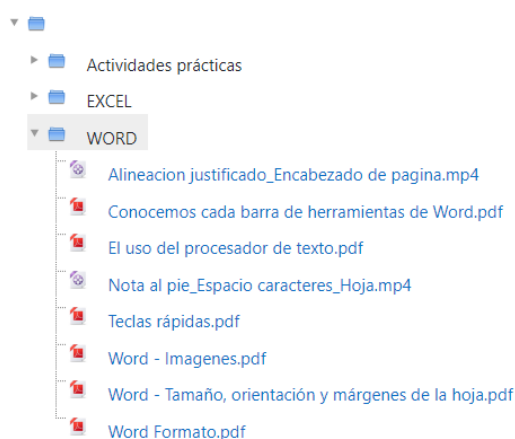 Actividades prácticas
EXCEL
WORD
Alineacion justificado_Encabezado de pagina.mp4
Conocemos cada barra de herramientas de Word.pdf
El uso del procesador de texto.pdf
Nota al pie_Espacio caracteres_Hoja.mp4
Teclas rápidas.pdf
Word - Imagenes.pdf
Word - Tamaño, orientación y márgenes de la hoja.pdf
Word Formato.pdf